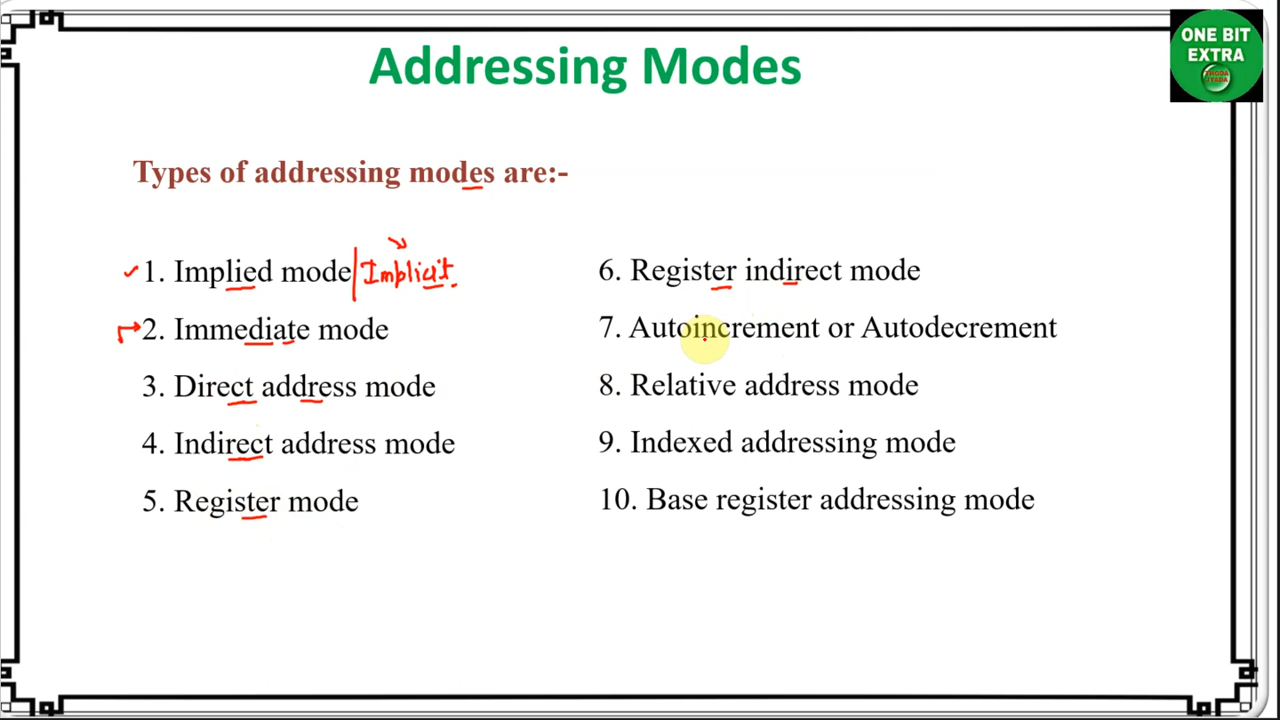 Addressing Modes
ONE BIT
EXTRA
THODA
Types of addressing modes are:-
1. Implied mode | Implicit.
2. Immediate mode
3. Direct address mode
4. Indirect address mode
5. Register mode
6. Register indirect mode
7. Autoincrement or Autodecrement
8. Relative address mode
9. Indexed addressing mode
10. Base register addressing mode